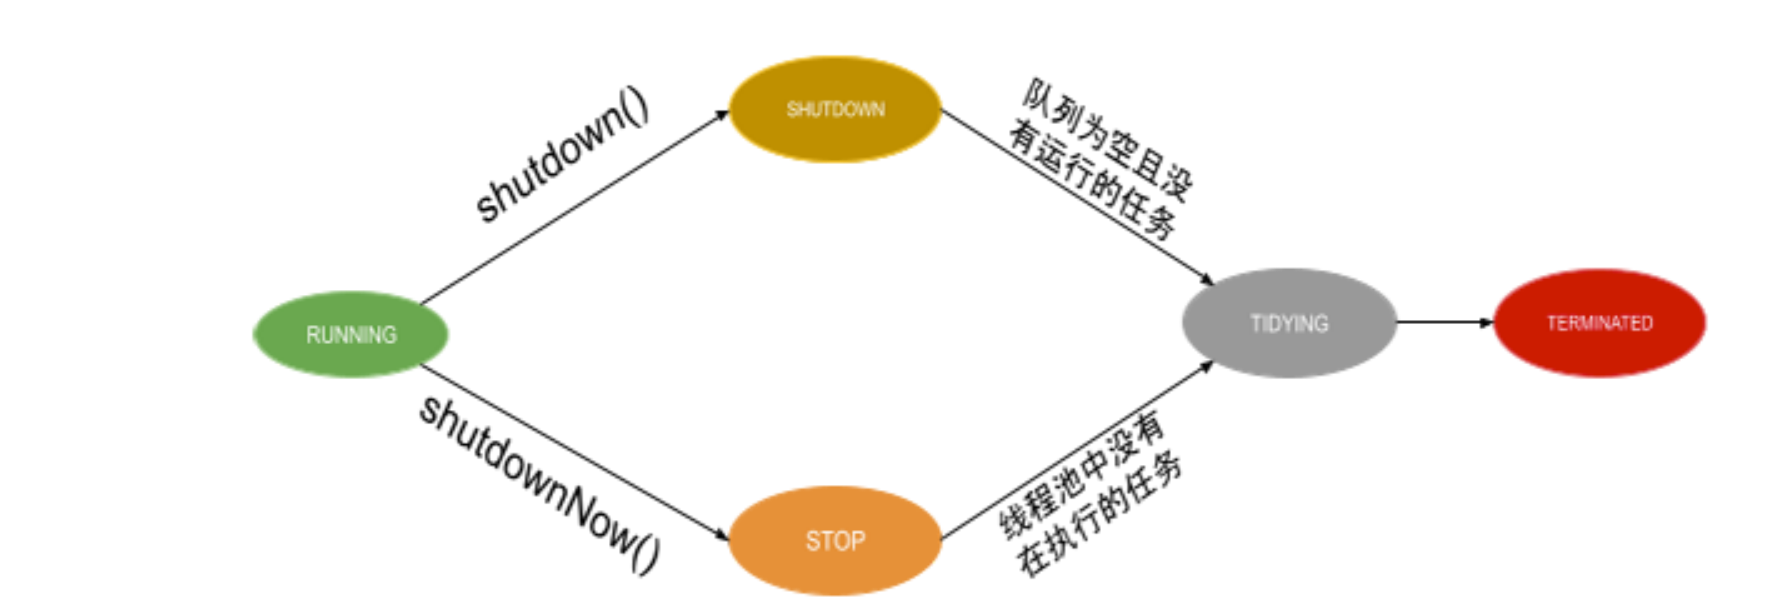 shutdown()
SHUTDOWN
队列为空且没
有运行的任务
RUNNING
TIDYING
TERMINATED
shutdownNow()
STOP
线程池中没有
在执行的任务